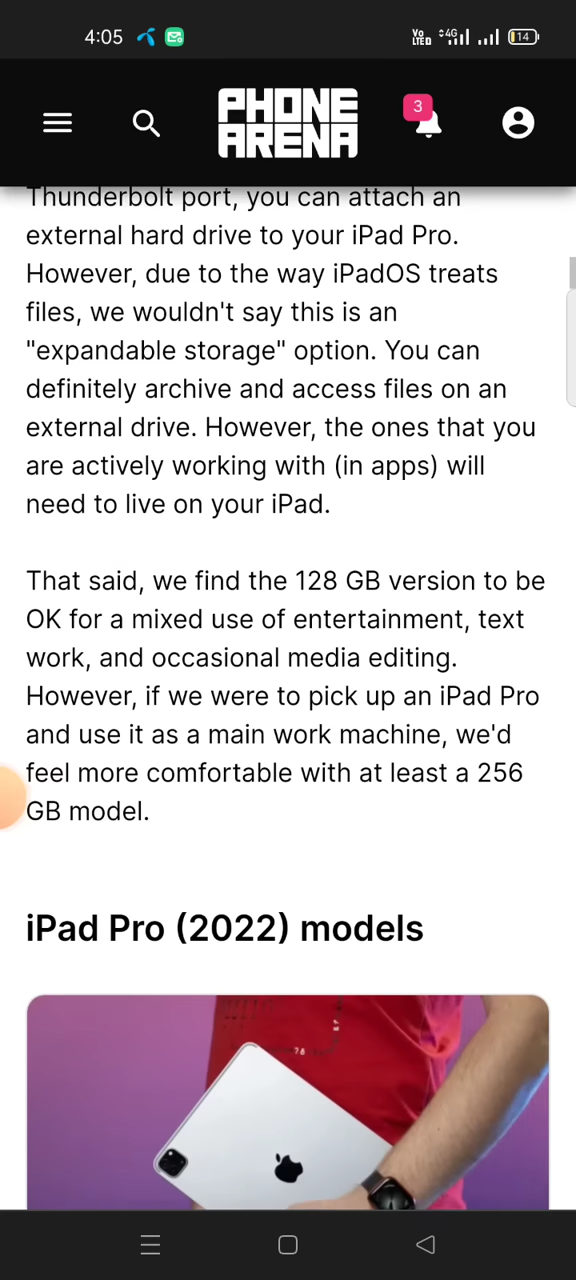 4:05
Vo LTED
4G
14
PHONE
ARENA
3
Thunderbolt port, you can attach an
external hard drive to your iPad Pro.
However, due to the way iPadOS treats
files, we wouldn't say this is an
"expandable storage" option. You can
definitely archive and access files on an
external drive. However, the ones that you
are actively working with (in apps) will
need to live on your iPad.
That said, we find the 128 GB version to be
OK for a mixed use of entertainment, text
work, and occasional media editing.
However, if we were to pick up an iPad Pro
and use it as a main work machine, we'd
feel more comfortable with at least a 256
GB model.
iPad Pro (2022) models